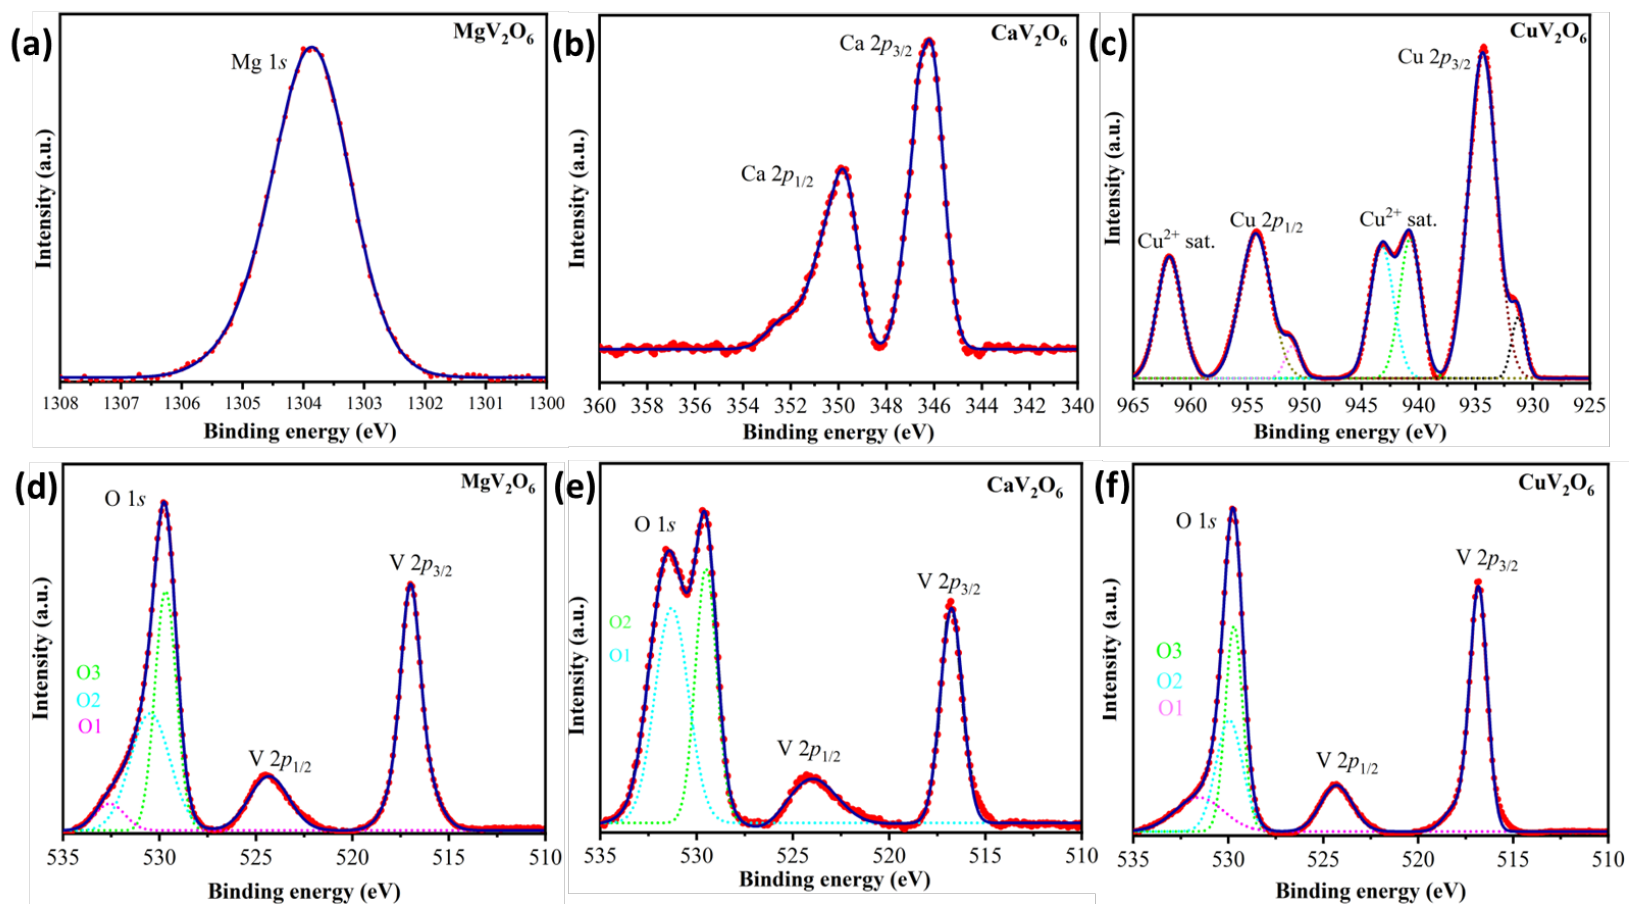 (a)
MgV₂O₆
Mg 1s
Intensity (a.u.)
1308 1307 1306 1305 1304 1303 1302 1301 1300
Binding energy (eV)
(b)
CaV₂O₆
Ca 2p₃/₂
Ca 2p₁/₂
Intensity (a.u.)
360 358 356 354 352 350 348 346 344 342 340
Binding energy (eV)
(c)
CuV₂O₆
Cu 2p₃/₂
Cu²⁺ sat.
Cu 2p₁/₂
Cu²⁺ sat.
Intensity (a.u.)
965 960 955 950 945 940 935 930 925
Binding energy (eV)
(d)
MgV₂O₆
O 1s
V 2p₃/₂
O3
O2
O1
V 2p₁/₂
Intensity (a.u.)
535 530 525 520 515 510
Binding energy (eV)
(e)
CaV₂O₆
O 1s
V 2p₃/₂
O2
O1
V 2p₁/₂
Intensity (a.u.)
535 530 525 520 515 510
Binding energy (eV)
(f)
CuV₂O₆
O 1s
V 2p₃/₂
O3
O2
O1
V 2p₁/₂
Intensity (a.u.)
535 530 525 520 515 510
Binding energy (eV)